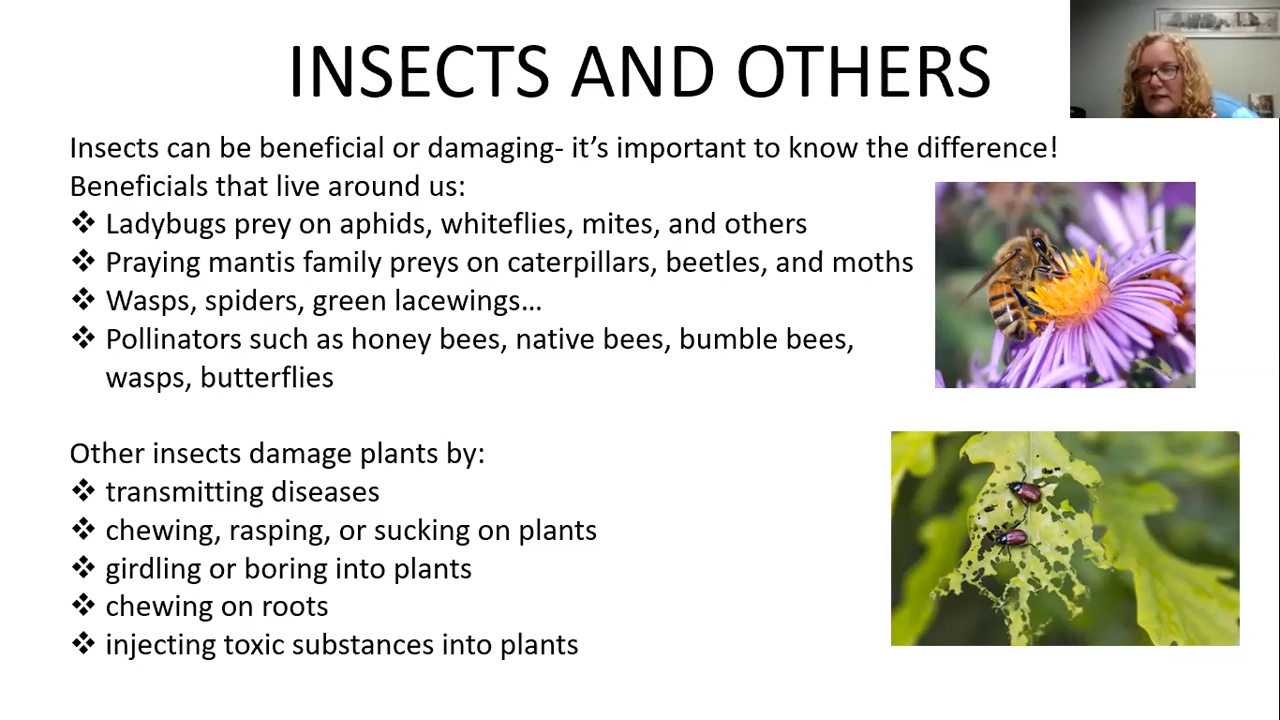 INSECTS AND OTHERS
Insects can be beneficial or damaging- it’s important to know the difference!
Beneficials that live around us:
❖ Ladybugs prey on aphids, whiteflies, mites, and others
❖ Praying mantis family preys on caterpillars, beetles, and moths
❖ Wasps, spiders, green lacewings…
❖ Pollinators such as honey bees, native bees, bumble bees,
wasps, butterflies
Other insects damage plants by:
❖ transmitting diseases
❖ chewing, rasping, or sucking on plants
❖ girdling or boring into plants
❖ chewing on roots
❖ injecting toxic substances into plants